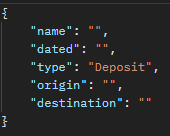 {
"name": "",
"dated": "",
"type": "Deposit",
"origin": "",
"destination": ""
}